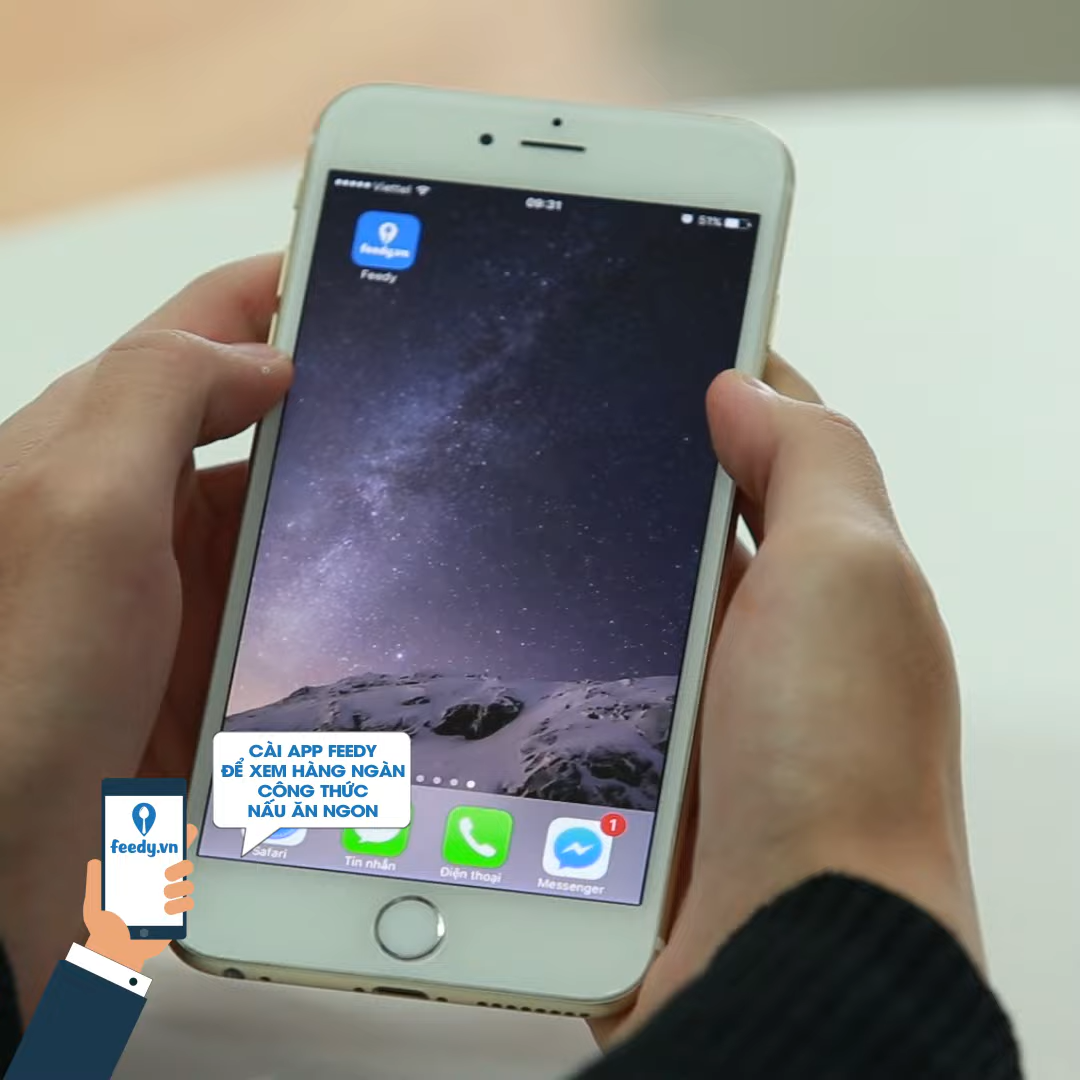 Viettel
09:31
51%
feedy.vn
Feedy
CÀI APP FEEDY
ĐỂ XEM HÀNG NGÀN
CÔNG THỨC
NẤU ĂN NGON
feedy.vn
Safari
Tin nhắn
Điện thoại
Messenger
1